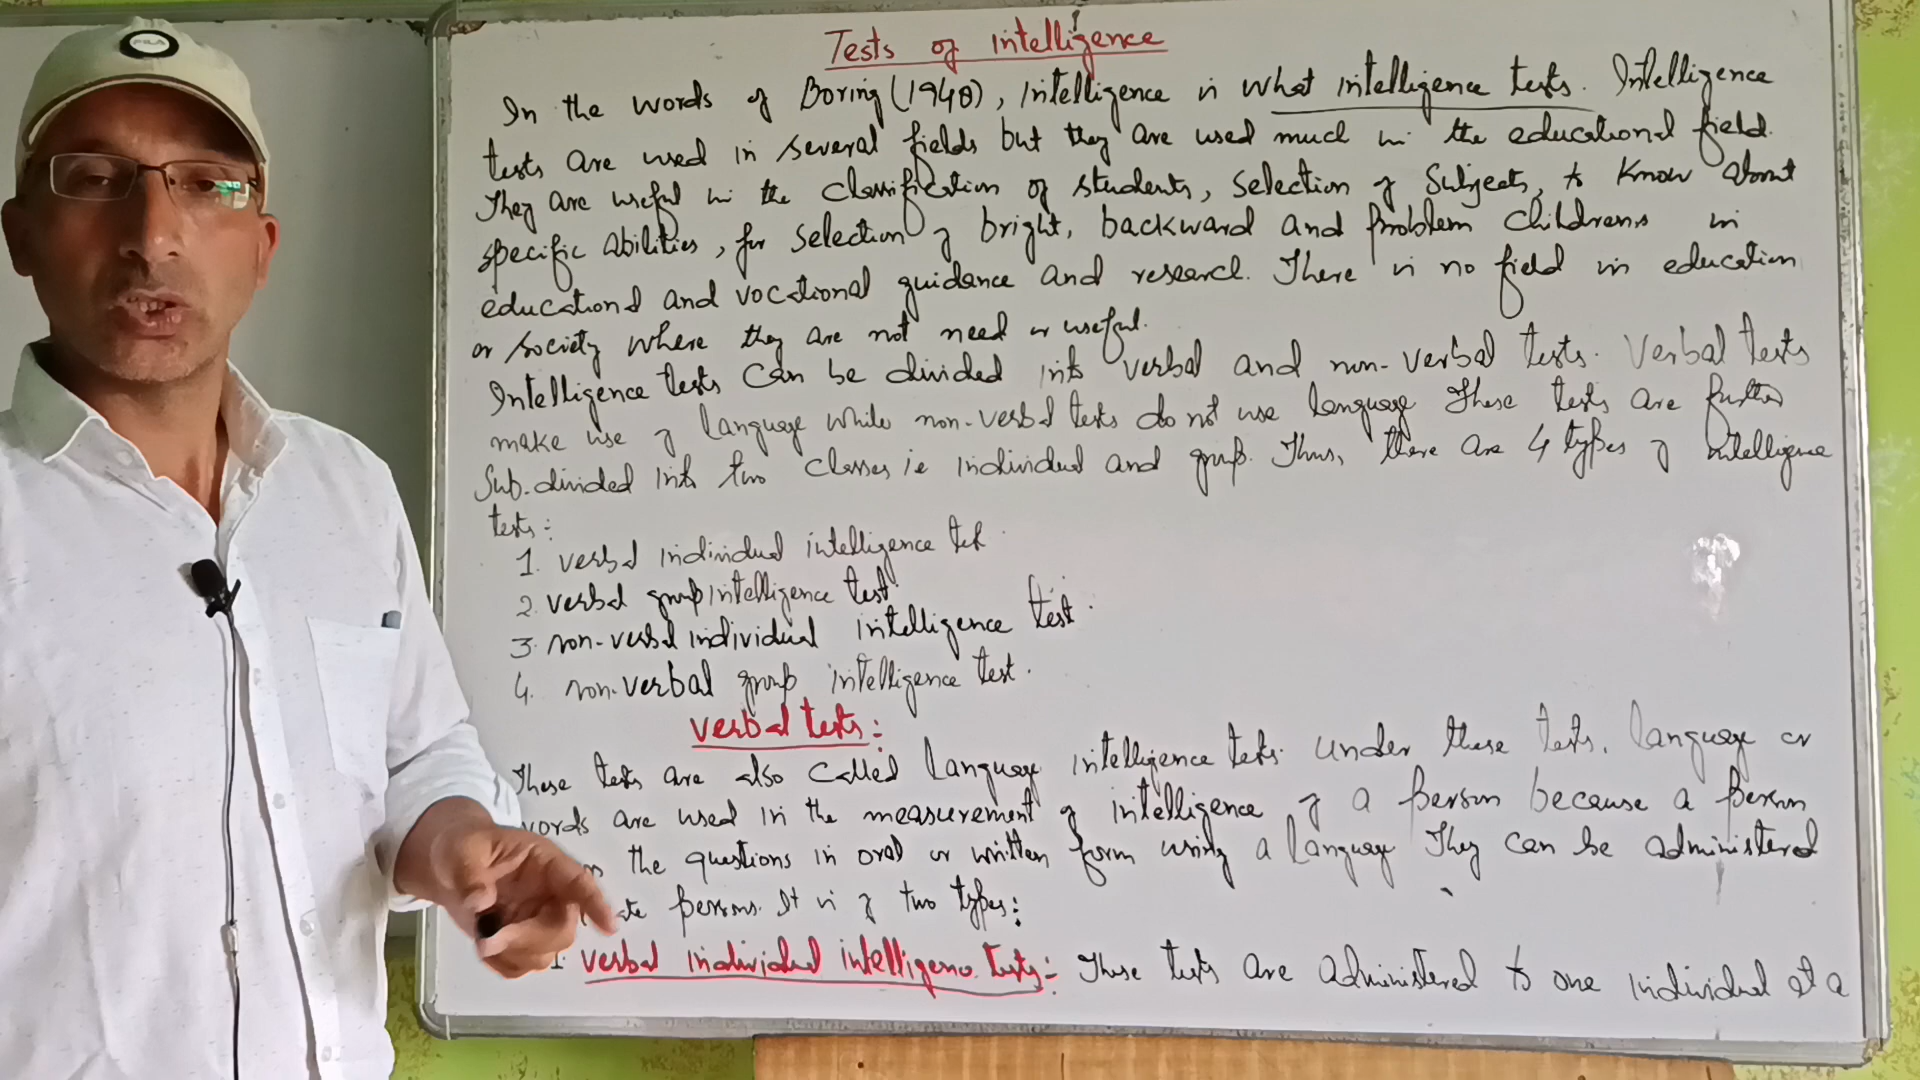 FILA
Tests of intelligence
In the words of Boring (1948), intelligence is what intelligence tests. Intelligence
tests are used in several fields but they are used much in the educational field.
They are useful in the classification of students, selection of subjects, to know about
specific abilities, for selection of bright, backward and problem childrens in
educational and vocational guidance and research. There is no field in education
or society where they are not need or useful.
Intelligence tests can be divided into verbal and non-verbal tests. Verbal tests
make use of language while non-verbal tests do not use language These tests are further
Sub-divided into two classes ie individual and group. Thus, there are 4 types of intelligence
tests:
1. verbal individual intelligence test.
2. verbal group intelligence test
3. non-verbal individual intelligence test.
4. non-verbal group intelligence test.
verbal tests:
These tests are also called language intelligence tests. Under these tests, language or
words are used in the measurement of intelligence of a person because a person
the questions in oral or written form using a language They can be administered
persons. It is of two types:
1. verbal individual intelligence tests:- These tests are administered to one individual at a